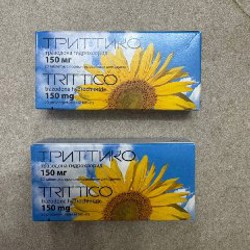 ТРИТТИКО
тразодона гидрохлорид
150 мг
TRITTICO
trazodone hydrochloride
150 mg
ТРИТТИКО
тразодона гидрохлорид
150 мг
TRITTICO
trazodone hydrochloride
150 mg